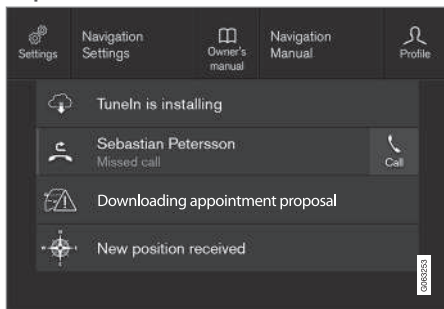 Settings
Navigation
Settings
Owner's
manual
Navigation
Manual
Profile
TuneIn is installing
Sebastian Petersson
Missed call
Call
Downloading appointment proposal
New position received
G063253